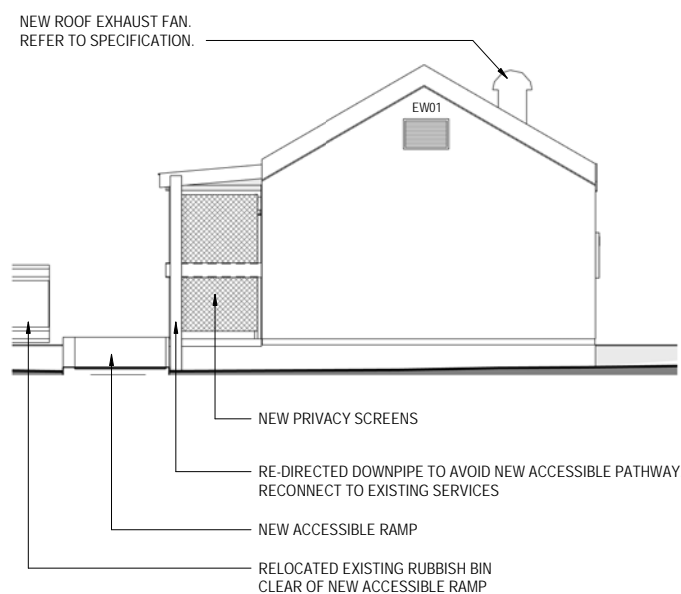 NEW ROOF EXHAUST FAN.
REFER TO SPECIFICATION.
EW01
NEW PRIVACY SCREENS
RE-DIRECTED DOWNPIPE TO AVOID NEW ACCESSIBLE PATHWAY
RECONNECT TO EXISTING SERVICES
NEW ACCESSIBLE RAMP
RELOCATED EXISTING RUBBISH BIN
CLEAR OF NEW ACCESSIBLE RAMP